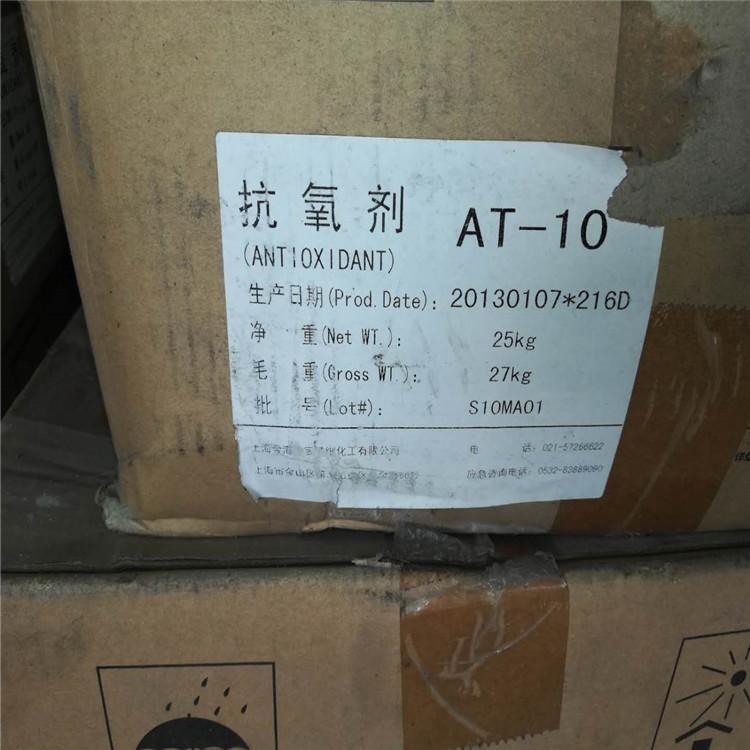 抗氧剂 AT-10
(ANTIOXIDANT)
生产日期(Prod.Date): 20130107*216D
净 重(Net WT.): 25kg
毛 重(Gross WT.): 27kg
批 号(Lot#): S10MA01
上海 化工有限公司 电 话: 021-57266622
上海市金山区 应急咨询电话: 0532-83889090